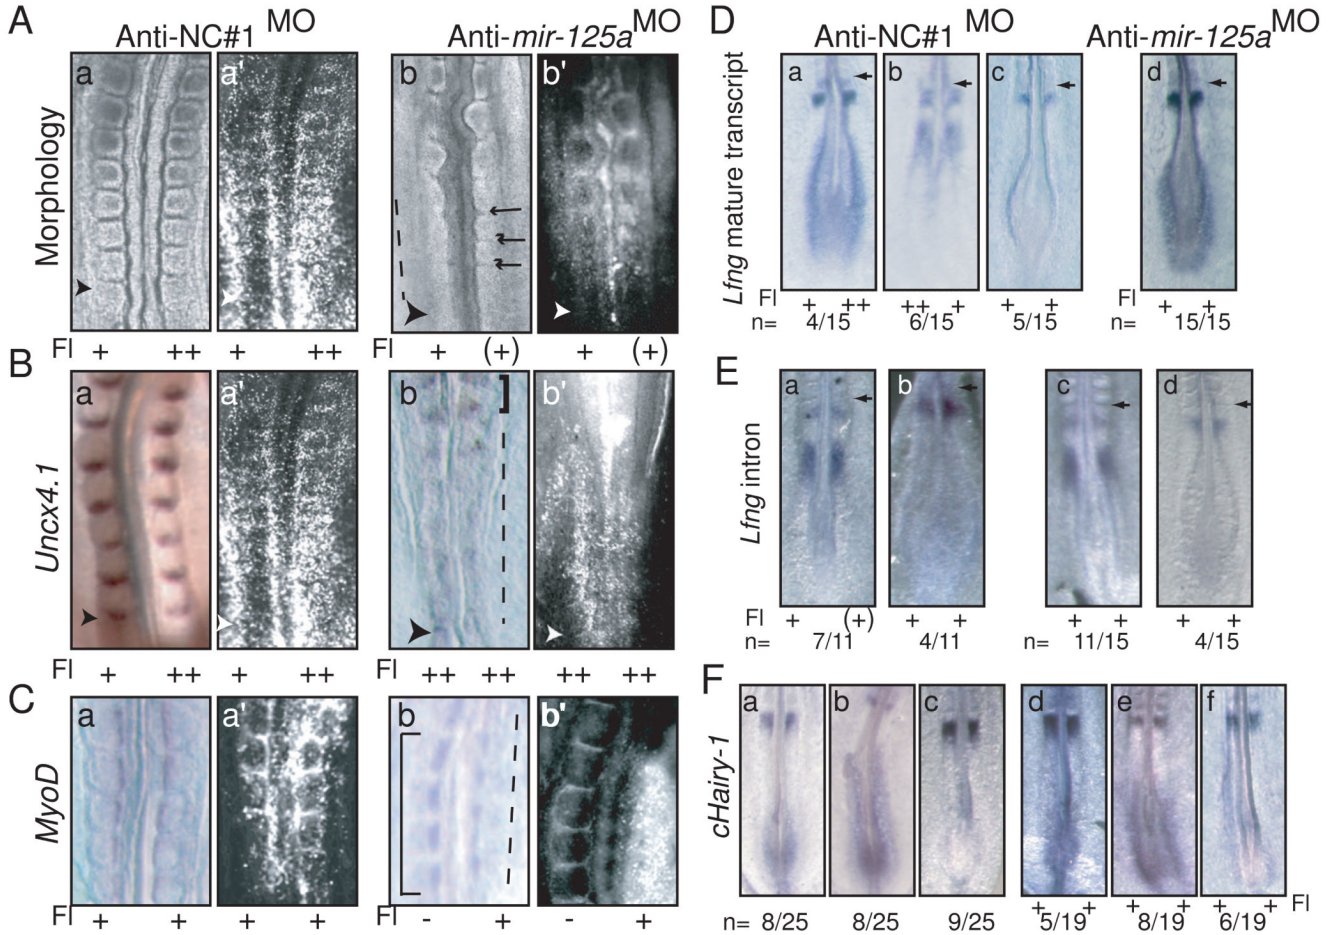 A
Anti-NC#1 MO
Anti-mir-125a MO
Morphology
a
a'
b
b'
Fl + ++ + ++ Fl + (+) + (+)
B
Uncx4.1
a
a'
b
b'
Fl + ++ + ++ Fl ++ ++ ++ ++
C
MyoD
a
a'
b
b'
Fl + + + + Fl - + - +
D
Anti-NC#1 MO
Anti-mir-125a MO
Lfng mature transcript
a
b
c
d
Fl + ++ ++ + + + Fl + +
n= 4/15 6/15 5/15 n= 15/15
E
Lfng intron
a
b
c
d
Fl + (+) + + + + + +
n= 7/11 4/11 n= 11/15 4/15
F
cHairy-1
a
b
c
d
e
f
+ + + + + + Fl
n= 8/25 8/25 9/25 5/19 8/19 6/19